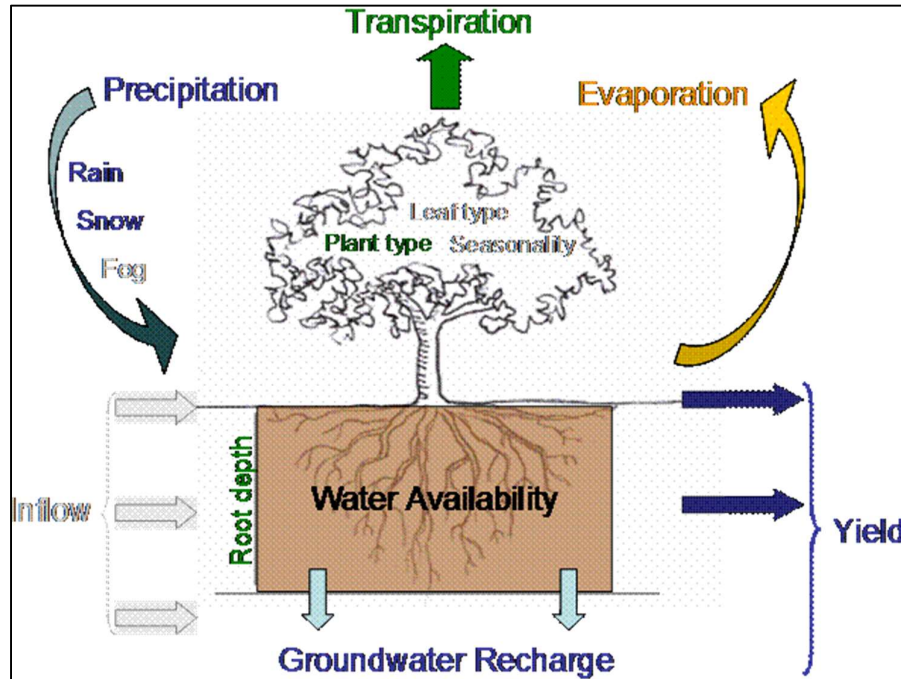 Transpiration
Precipitation
Evaporation
Rain
Snow
Fog
Leaf type
Plant type
Seasonality
Inflow
Root depth
Water Availability
Yield
Groundwater Recharge